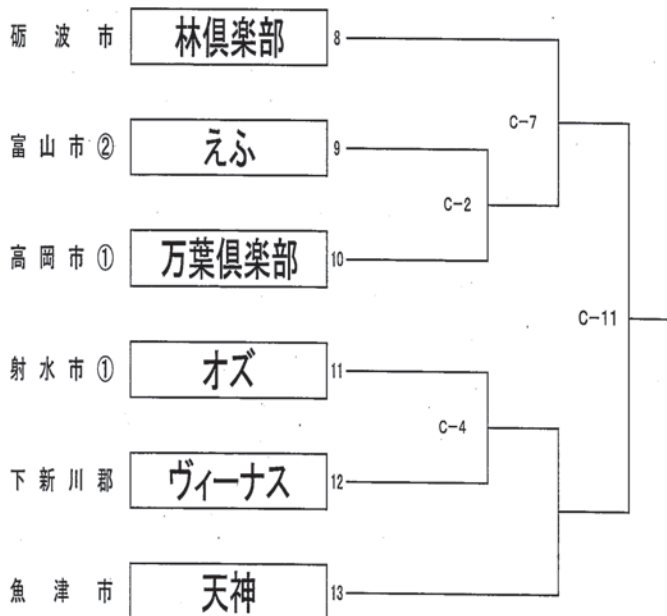 砺波市 林倶楽部 8
C-7
富山市② えふ 9
C-2
高岡市① 万葉倶楽部 10
C-11
射水市① オズ 11
C-4
下新川郡 ヴィーナス 12
魚津市 天神 13